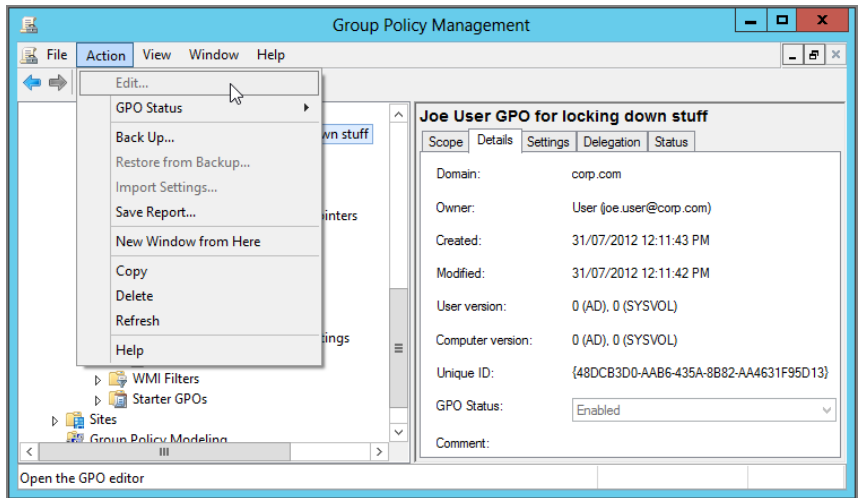 Group Policy Management
File Action View Window Help
Edit...
GPO Status
Back Up...
Restore from Backup...
Import Settings...
Save Report...
New Window from Here
Copy
Delete
Refresh
Help
wn stuff
inters
ings
WMI Filters
Starter GPOs
Sites
Group Policy Modeling
Joe User GPO for locking down stuff
Scope Details Settings Delegation Status
Domain: corp.com
Owner: User (joe.user@corp.com)
Created: 31/07/2012 12:11:43 PM
Modified: 31/07/2012 12:11:42 PM
User version: 0 (AD), 0 (SYSVOL)
Computer version: 0 (AD), 0 (SYSVOL)
Unique ID: {48DCB3D0-AAB6-435A-8B82-AA4631F95D13}
GPO Status: Enabled
Comment:
Open the GPO editor